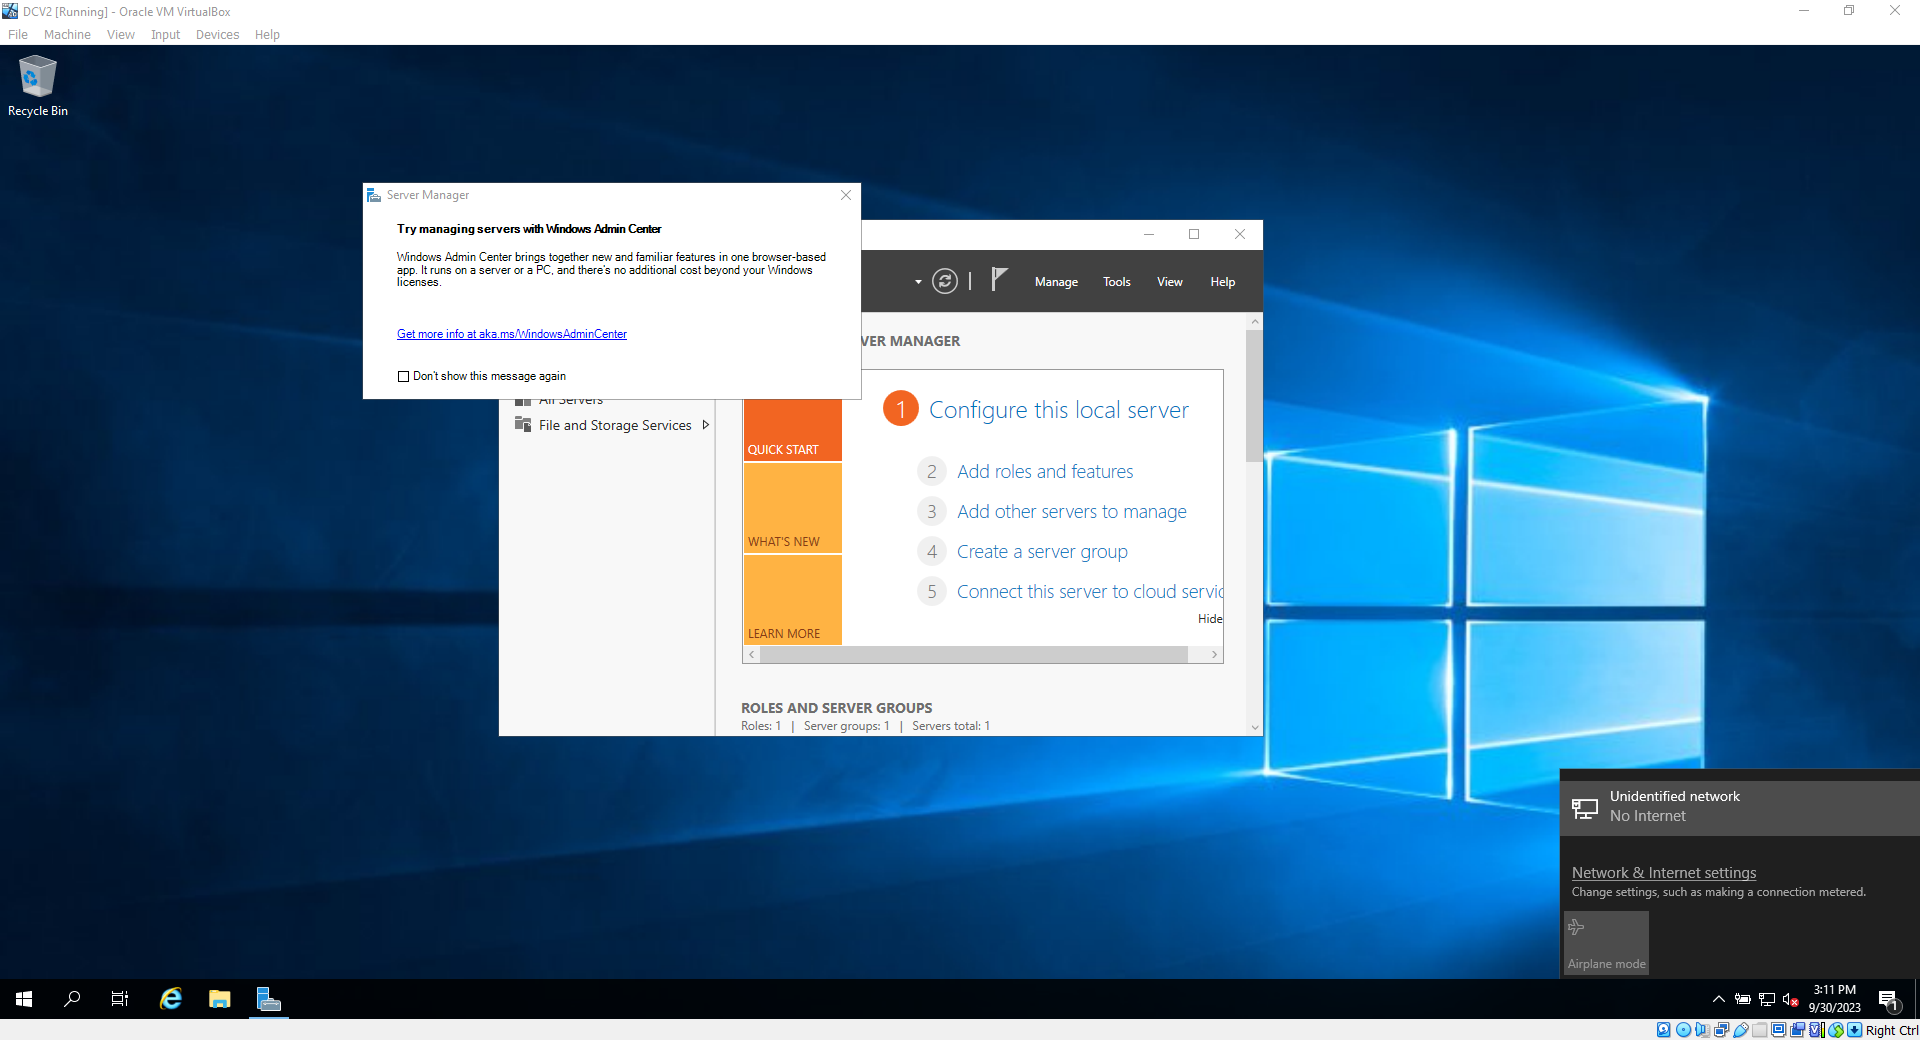 DCV2 [Running] - Oracle VM VirtualBox
File Machine View Input Devices Help
Recycle Bin
Server Manager
Try managing servers with Windows Admin Center
Windows Admin Center brings together new and familiar features in one browser-based
app. It runs on a server or a PC, and there's no additional cost beyond your Windows
licenses.
Get more info at aka.ms/WindowsAdminCenter
Don't show this message again
Manage Tools View Help
VER MANAGER
All Servers
File and Storage Services
QUICK START
WHAT'S NEW
LEARN MORE
1 Configure this local server
2 Add roles and features
3 Add other servers to manage
4 Create a server group
5 Connect this server to cloud servic
Hide
ROLES AND SERVER GROUPS
Roles: 1 | Server groups: 1 | Servers total: 1
Unidentified network
No Internet
Network & Internet settings
Change settings, such as making a connection metered.
Airplane mode
3:11 PM
9/30/2023
1
Right Ctrl